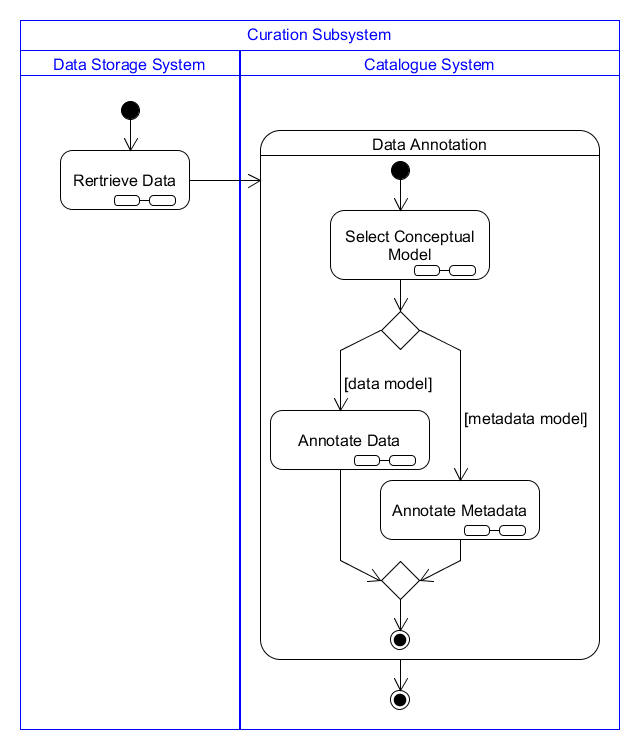 Curation Subsystem
Data Storage System
Catalogue System
Data Annotation
Rertrieve Data
Select Conceptual
Model
[data model]
[metadata model]
Annotate Data
Annotate Metadata